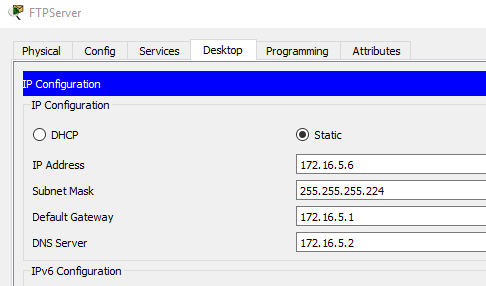 FTPServer
Physical Config Services Desktop Programming Attributes
IP Configuration
IP Configuration
DHCP Static
IP Address 172.16.5.6
Subnet Mask 255.255.255.224
Default Gateway 172.16.5.1
DNS Server 172.16.5.2
IPv6 Configuration